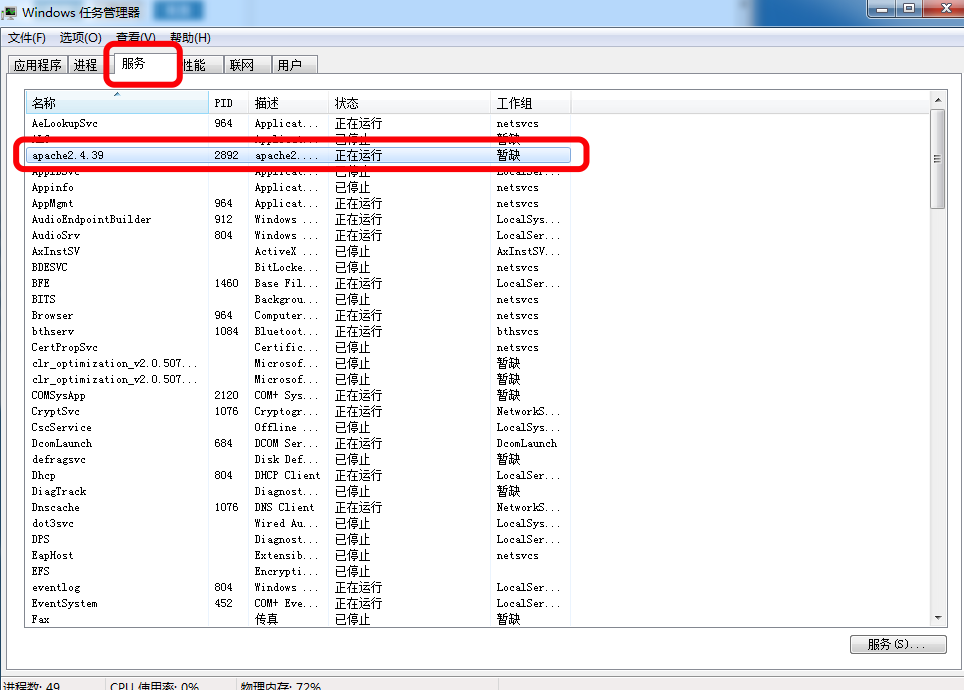 Windows 任务管理器
文件(F) 选项(O) 查看(V) 帮助(H)
应用程序 进程 服务 性能 联网 用户
名称 PID 描述 状态 工作组
AeLookupSvc 964 Applicat... 正在运行 netsvcs
ALG Applicat... 已停止 暂缺
apache2.4.39 2892 apache2.... 正在运行 暂缺
AppIDSvc Applicat... 已停止 LocalSer...
Appinfo Applicat... 已停止 netsvcs
AppMgmt 964 Applicat... 正在运行 netsvcs
AudioEndpointBuilder 912 Windows ... 正在运行 LocalSys...
AudioSrv 804 Windows ... 正在运行 LocalSer...
AxInstSV ActiveX ... 已停止 AxInstSV...
BDESVC BitLocke... 已停止 netsvcs
BFE 1460 Base Fil... 正在运行 LocalSer...
BITS Backgrou... 已停止 netsvcs
Browser 964 Computer... 正在运行 netsvcs
bthserv 1084 Bluetoot... 正在运行 bthsvcs
CertPropSvc Certific... 已停止 netsvcs
clr_optimization_v2.0.507... Microsof... 已停止 暂缺
clr_optimization_v2.0.507... Microsof... 已停止 暂缺
COMSysApp 2120 COM+ Sys... 正在运行 暂缺
CryptSvc 1076 Cryptogr... 正在运行 NetworkS...
CscService Offline ... 已停止 LocalSys...
DcomLaunch 684 DCOM Ser... 正在运行 DcomLaunch
defragsvc Disk Def... 已停止 暂缺
Dhcp 804 DHCP Client 正在运行 LocalSer...
DiagTrack Diagnost... 已停止 暂缺
Dnscache 1076 DNS Client 正在运行 NetworkS...
dot3svc Wired Au... 已停止 LocalSys...
DPS Diagnost... 已停止 LocalSer...
EapHost Extensib... 已停止 netsvcs
EFS Encrypti... 已停止
eventlog 804 Windows ... 正在运行 LocalSer...
EventSystem 452 COM+ Eve... 正在运行 LocalSer...
Fax 传真 已停止 暂缺
服务(S)...
进程数: 49 CPU 使用率: 0% 物理内存: 72%